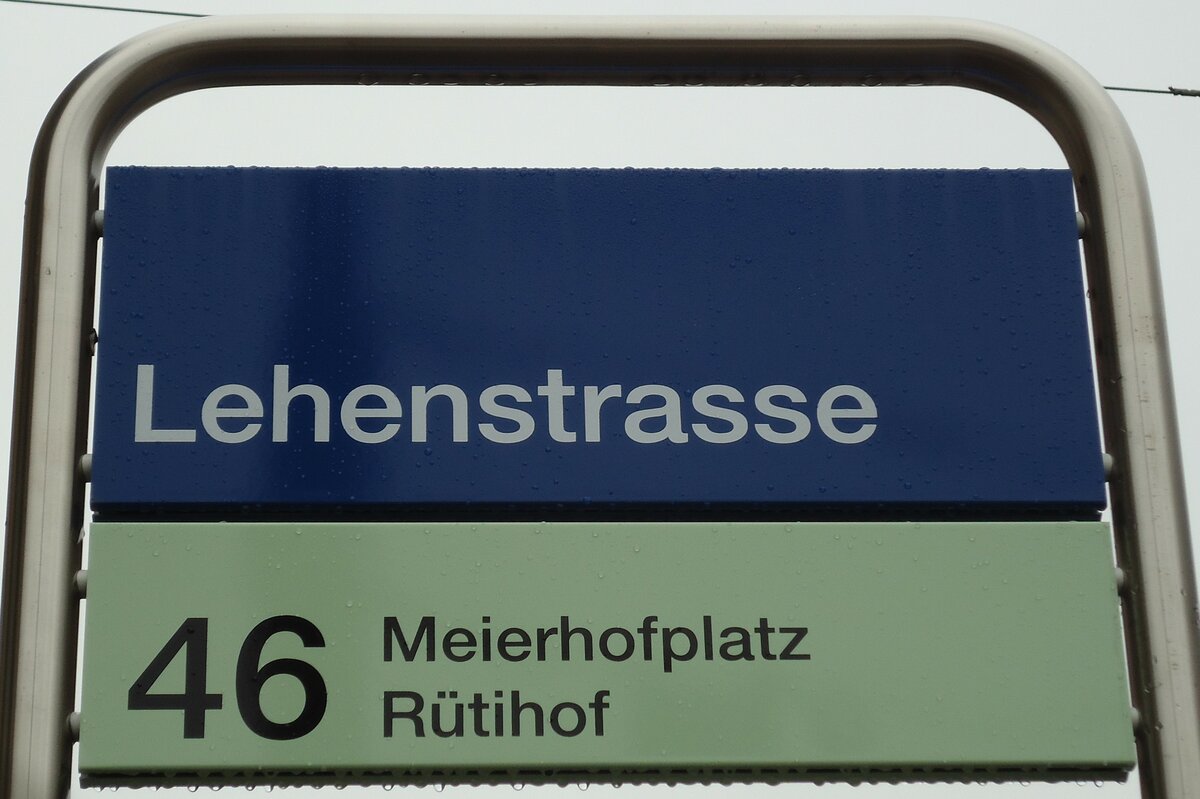 Lehenstrasse
46 Meierhofplatz
Rütihof